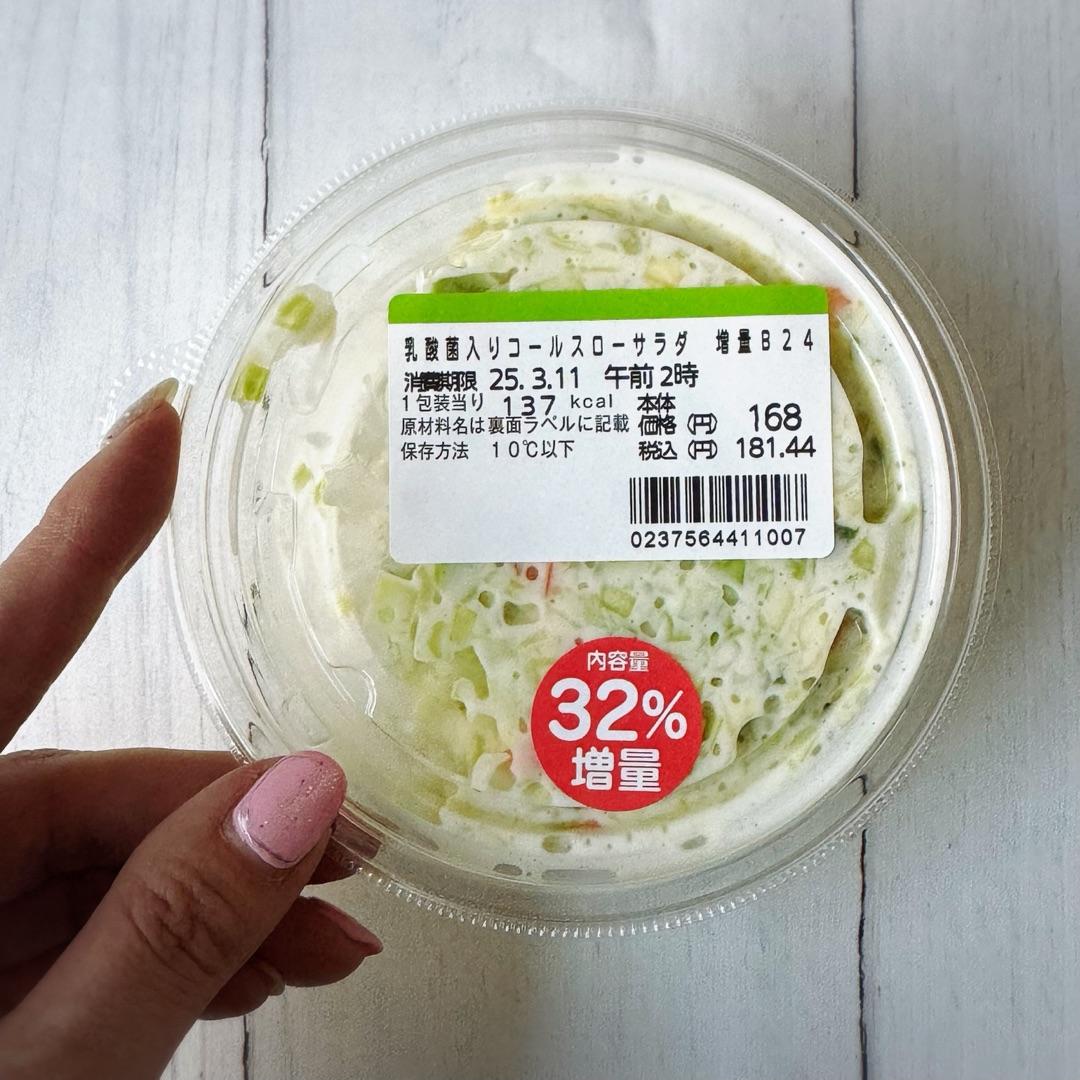 乳酸菌入りコールスローサラダ 増量B24
消費期限 25.3.11 午前2時
1包装当り 137 kcal 本体
原材料名は裏面ラベルに記載 価格(円) 168
保存方法 10℃以下 税込(円) 181.44
0237564411007
内容量
32%
増量